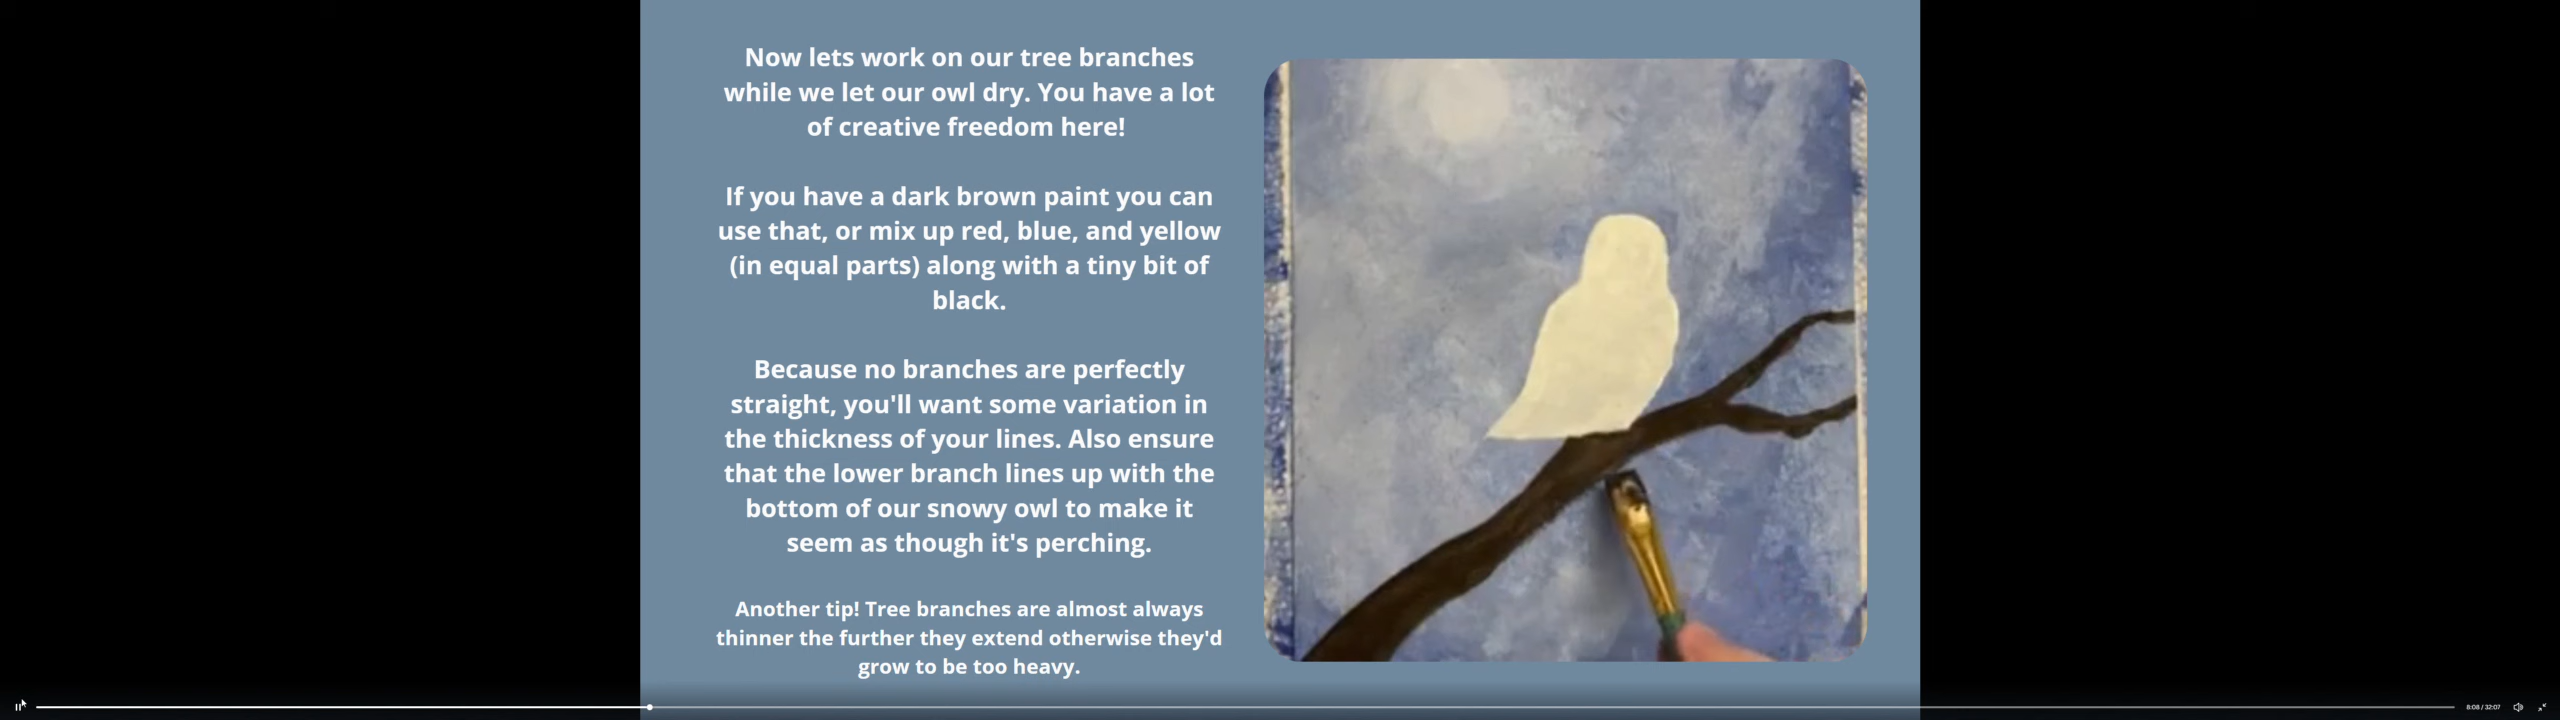 Now lets work on our tree branches
while we let our owl dry. You have a lot
of creative freedom here!
If you have a dark brown paint you can
use that, or mix up red, blue, and yellow
(in equal parts) along with a tiny bit of
black.
Because no branches are perfectly
straight, you'll want some variation in
the thickness of your lines. Also ensure
that the lower branch lines up with the
bottom of our snowy owl to make it
seem as though it's perching.
Another tip! Tree branches are almost always
thinner the further they extend otherwise they'd
grow to be too heavy.
8:08 / 32:07